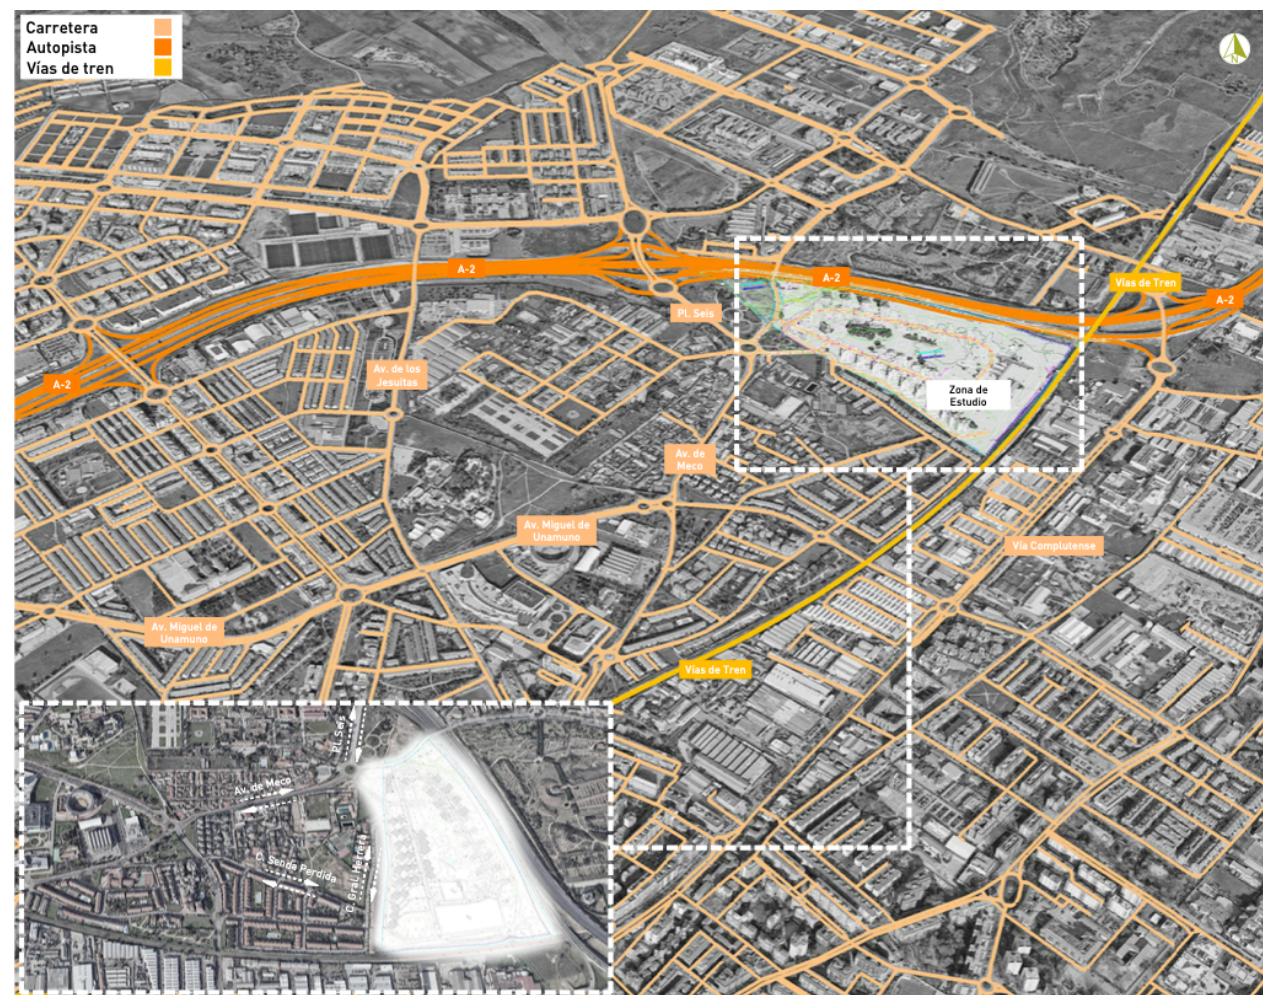 Carretera
Autopista
Vías de tren
N
A-2
A-2
Vías de Tren
A-2
Pl. Seis
Av. de los
Jesuitas
A-2
Zona de
Estudio
Av. de
Meco
Av. Miguel de
Unamuno
Vía Complutense
Av. Miguel de
Unamuno
Vías de Tren
Pl. Seis
Av. de Meco
C. Senda Perdida
C. Gral. Herrart